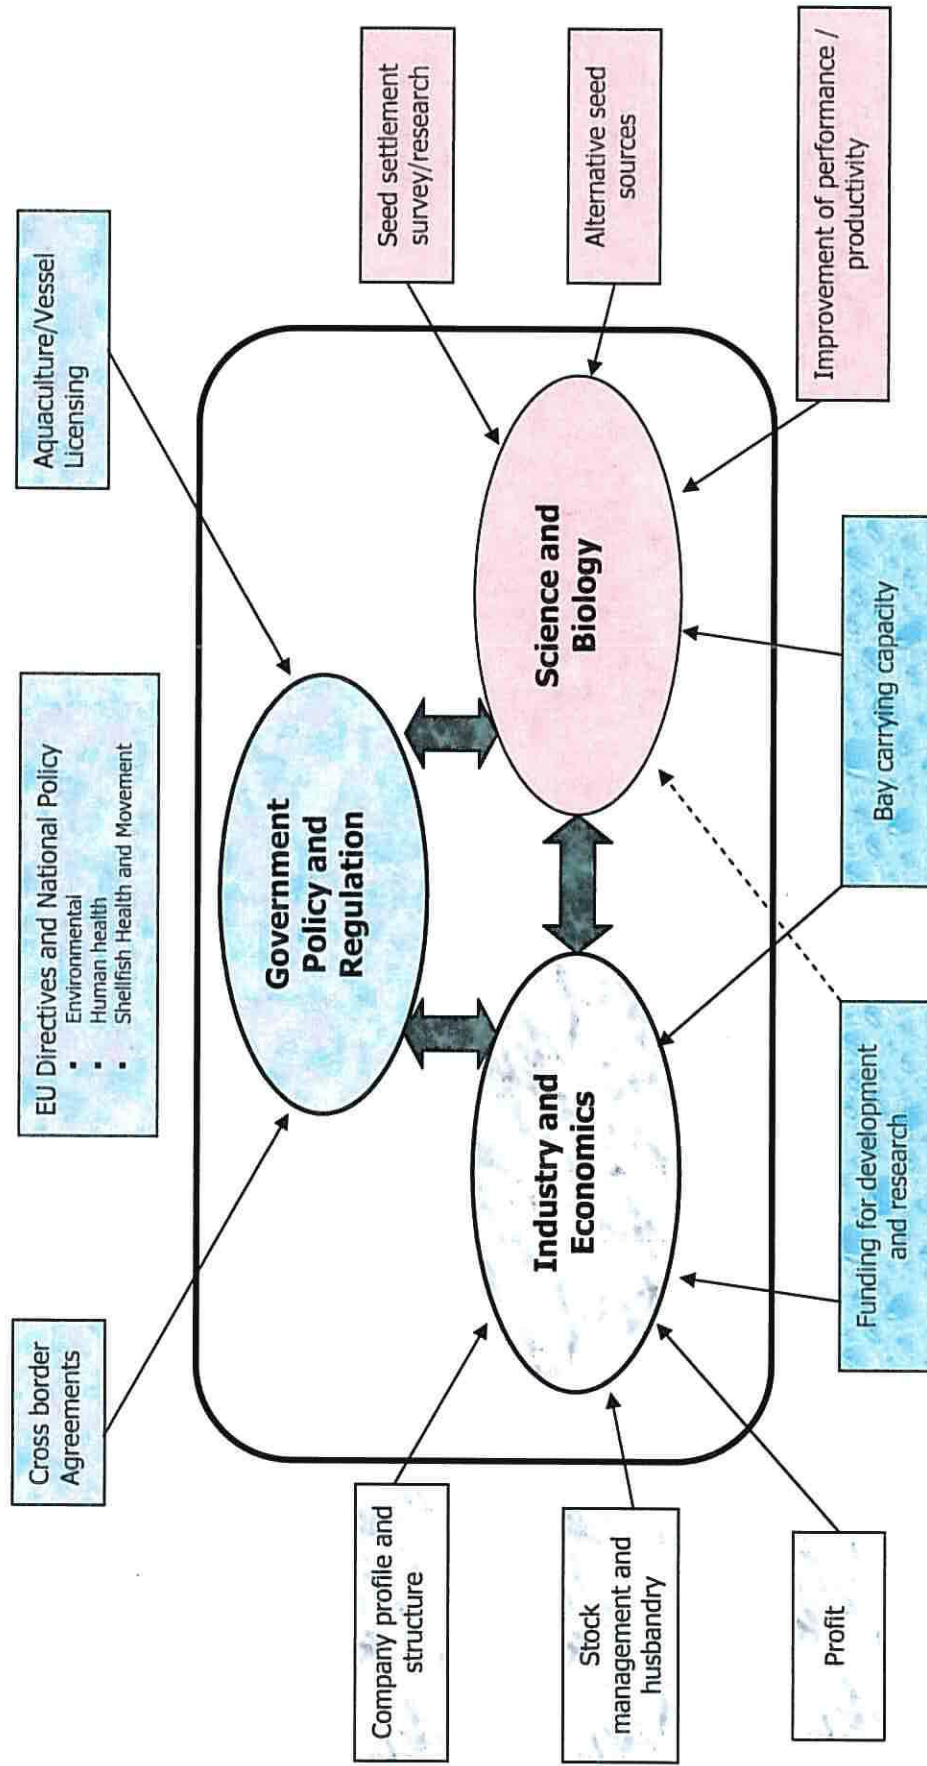 Cross border
Agreements
EU Directives and National Policy
▪ Environmental
▪ Human health
▪ Shellfish Health and Movement
Aquaculture/Vessel
Licensing
Government
Policy and
Regulation
Company profile and
structure
Stock
management and
husbandry
Profit
Industry and
Economics
Science and
Biology
Seed settlement
survey/research
Alternative seed
sources
Improvement of performance /
productivity
Funding for development
and research
Bay carrying capacity